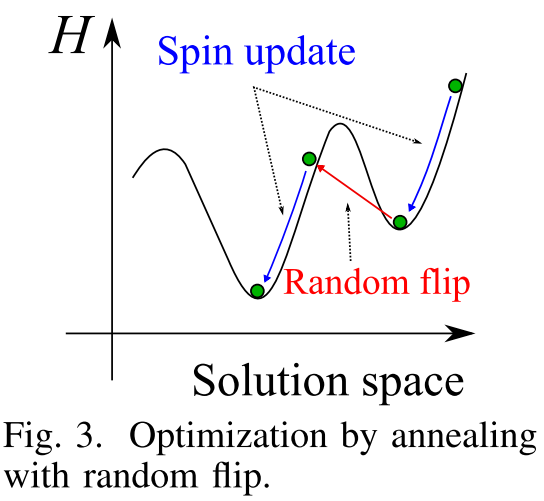 H
Spin update
Random flip
Solution space
Fig. 3. Optimization by annealing
with random flip.